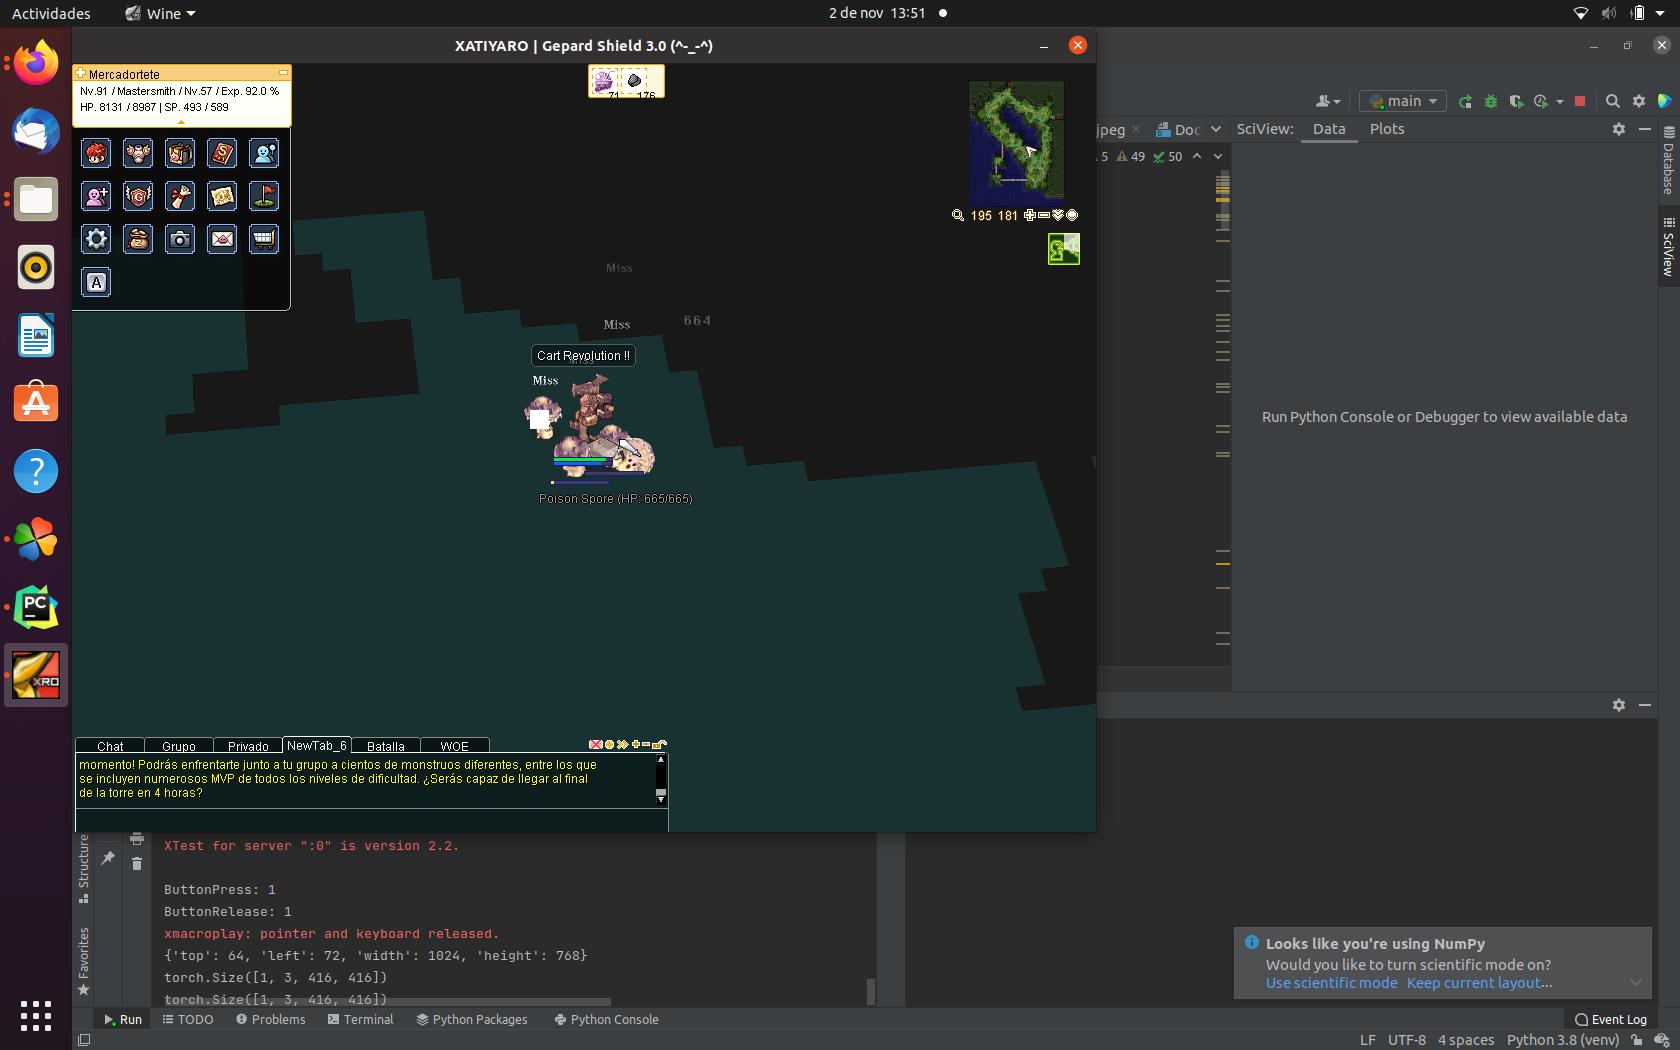 Actividades
Wine
2 de nov 13:51
XATIYARO | Gepard Shield 3.0 (^-_-^)
Mercadortete
Nv.91 / Mastersmith / Nv.57 / Exp. 92.0 %
HP. 8131 / 8987 | SP. 493 / 589
71 176
195 181
A
Miss
Miss
664
Cart Revolution !!
Miss
Poison Spore (HP: 665/665)
Chat
Grupo
Privado
NewTab_6
Batalla
WOE
momento! Podrás enfrentarte junto a tu grupo a cientos de monstruos diferentes, entre los que
se incluyen numerosos MVP de todos los niveles de dificultad. ¿Serás capaz de llegar al final
de la torre en 4 horas?
main
jpeg
Doc
SciView:
Data
Plots
5
49
50
Database
SciView
Run Python Console or Debugger to view available data
PC
XRO
Structure
Favorites
XTest for server ":0" is version 2.2.
ButtonPress: 1
ButtonRelease: 1
xmacroplay: pointer and keyboard released.
{'top': 64, 'left': 72, 'width': 1024, 'height': 768}
torch.Size([1, 3, 416, 416])
torch.Size([1, 3, 416, 416])
Looks like you're using NumPy
Would you like to turn scientific mode on?
Use scientific mode Keep current layout...
Run
TODO
Problems
Terminal
Python Packages
Python Console
Event Log
LF UTF-8 4 spaces Python 3.8 (venv)